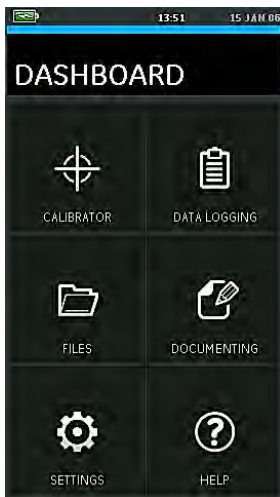 13:51 15 JAN 06
DASHBOARD
CALIBRATOR DATA LOGGING
FILES DOCUMENTING
SETTINGS HELP